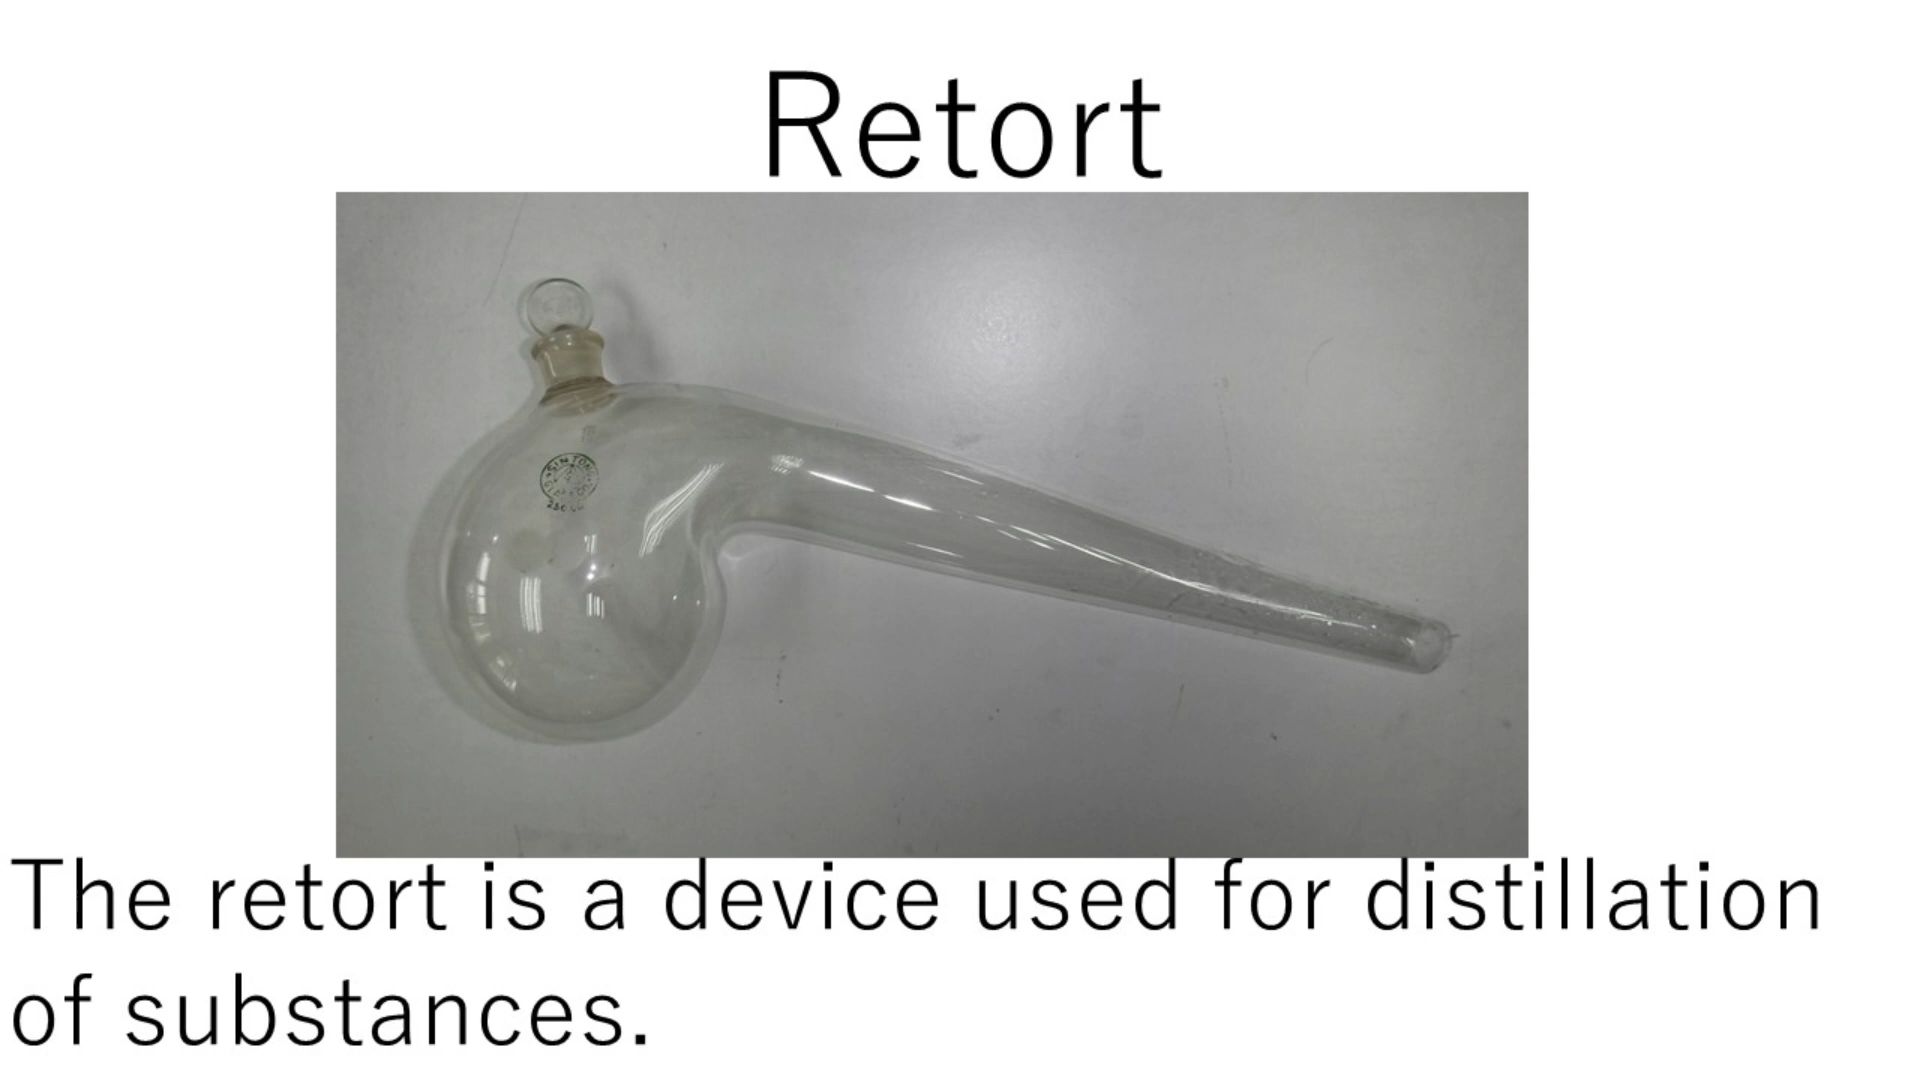 Retort
The retort is a device used for distillation
of substances.